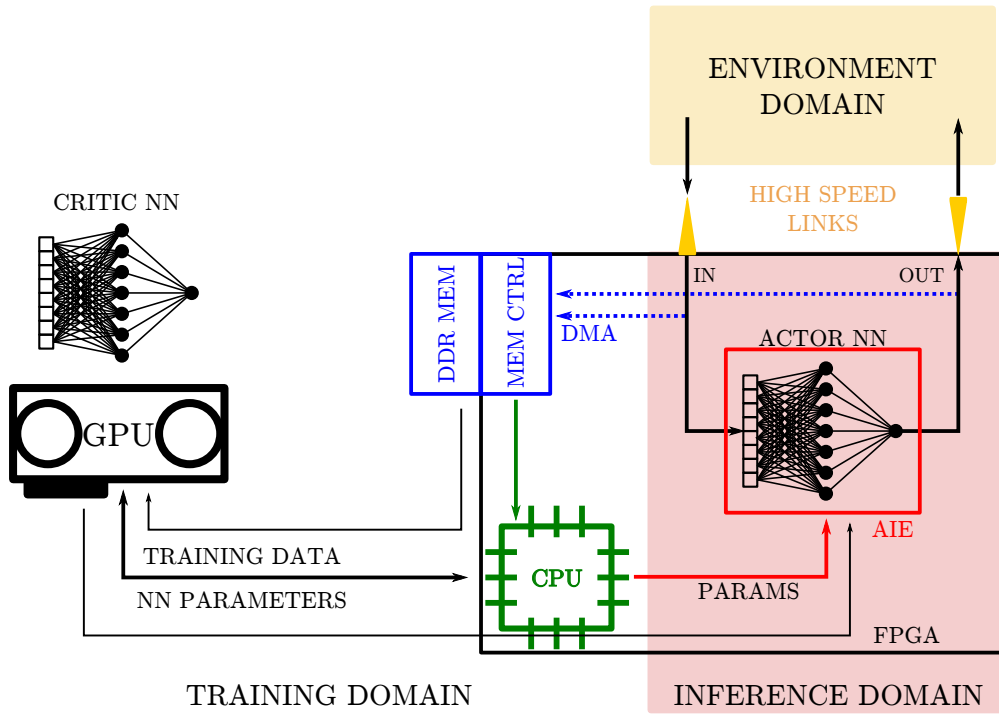 ENVIRONMENT
DOMAIN
CRITIC NN
HIGH SPEED
LINKS
IN
OUT
DDR MEM
MEM CTRL
DMA
ACTOR NN
GPU
AIE
TRAINING DATA
CPU
NN PARAMETERS
PARAMS
FPGA
TRAINING DOMAIN
INFERENCE DOMAIN